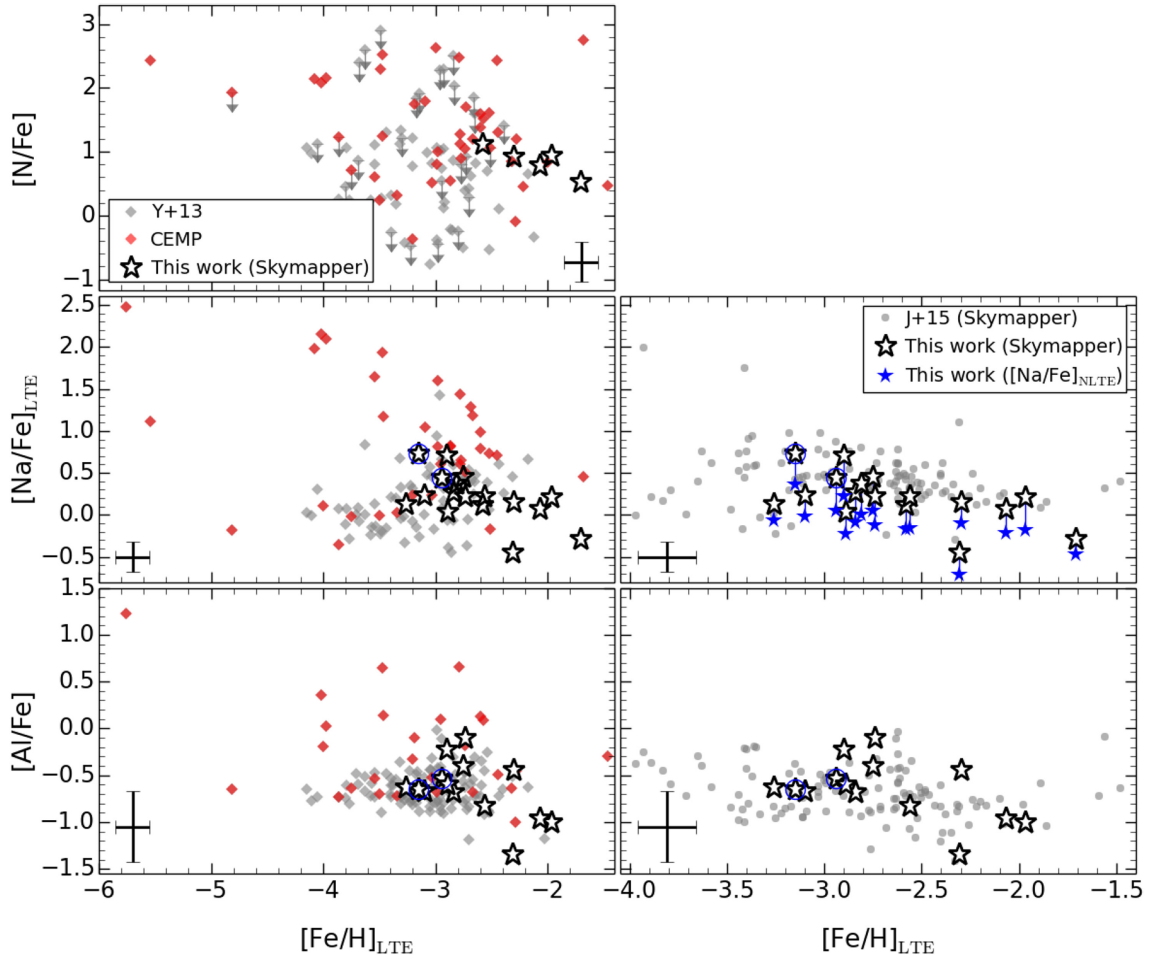 3
2
1
0
−1
[N/Fe]
Y+13
CEMP
This work (Skymapper)
2.5
2.0
1.5
1.0
0.5
0.0
−0.5
[Na/Fe]LTE
J+15 (Skymapper)
This work (Skymapper)
This work ([Na/Fe]NLTE)
1.5
1.0
0.5
0.0
−0.5
−1.0
−1.5
[Al/Fe]
−6 −5 −4 −3 −2
−4.0 −3.5 −3.0 −2.5 −2.0 −1.5
[Fe/H]LTE
[Fe/H]LTE